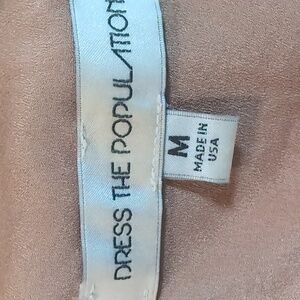 DRESS THE POPULATION
M
MADE IN
USA